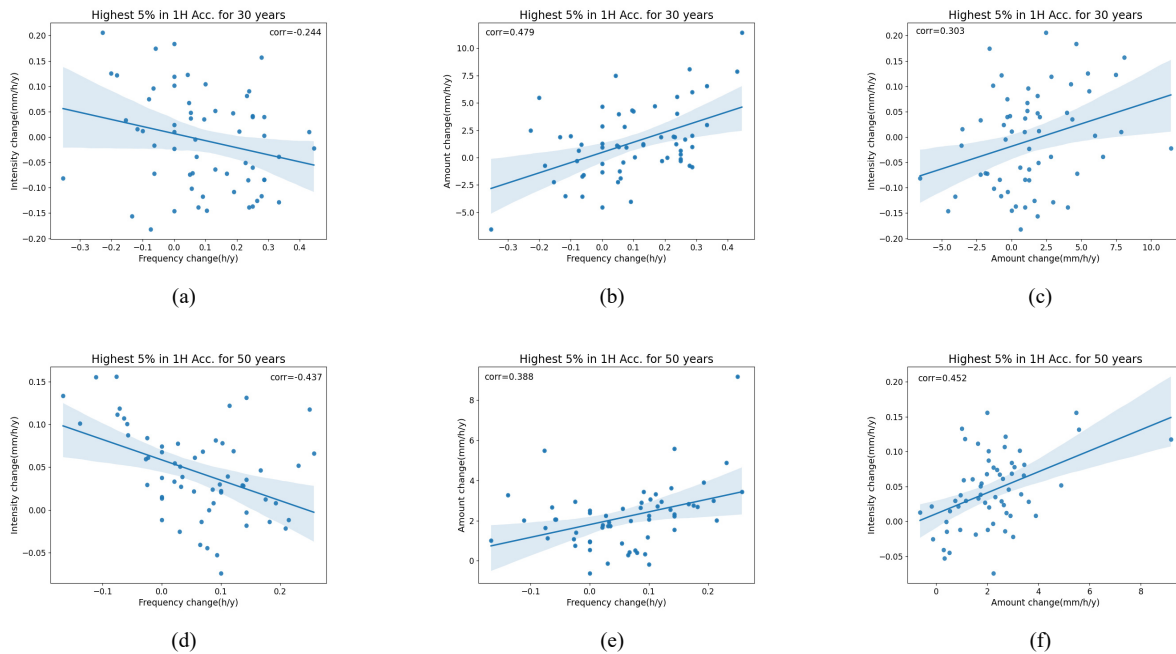 Highest 5% in 1H Acc. for 30 years
corr=-0.244
Intensity change(mm/h/y)
0.20
0.15
0.10
0.05
0.00
−0.05
−0.10
−0.15
−0.20
−0.3 −0.2 −0.1 0.0 0.1 0.2 0.3 0.4
Frequency change(h/y)
(a)
Highest 5% in 1H Acc. for 30 years
corr=0.479
Amount change(mm/h/y)
10.0
7.5
5.0
2.5
0.0
−2.5
−5.0
−0.3 −0.2 −0.1 0.0 0.1 0.2 0.3 0.4
Frequency change(h/y)
(b)
Highest 5% in 1H Acc. for 30 years
corr=0.303
Intensity change(mm/h/y)
0.20
0.15
0.10
0.05
0.00
−0.05
−0.10
−0.15
−0.20
−5.0 −2.5 0.0 2.5 5.0 7.5 10.0
Amount change(mm/h/y)
(c)
Highest 5% in 1H Acc. for 50 years
corr=-0.437
Intensity change(mm/h/y)
0.15
0.10
0.05
0.00
−0.05
−0.1 0.0 0.1 0.2
Frequency change(h/y)
(d)
Highest 5% in 1H Acc. for 50 years
corr=0.388
Amount change(mm/h/y)
8
6
4
2
0
−0.1 0.0 0.1 0.2
Frequency change(h/y)
(e)
Highest 5% in 1H Acc. for 50 years
corr=0.452
Intensity change(mm/h/y)
0.20
0.15
0.10
0.05
0.00
−0.05
0 2 4 6 8
Amount change(mm/h/y)
(f)